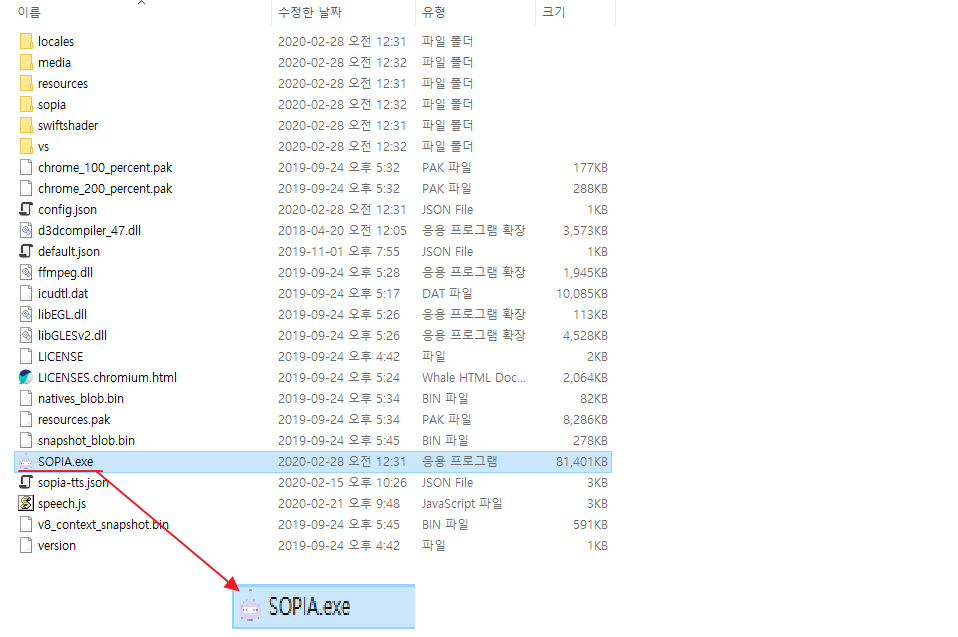 이름 수정한 날짜 유형 크기
locales 2020-02-28 오전 12:31 파일 폴더
media 2020-02-28 오전 12:32 파일 폴더
resources 2020-02-28 오전 12:31 파일 폴더
sopia 2020-02-28 오전 12:32 파일 폴더
swiftshader 2020-02-28 오전 12:31 파일 폴더
vs 2020-02-28 오전 12:32 파일 폴더
chrome_100_percent.pak 2019-09-24 오후 5:32 PAK 파일 177KB
chrome_200_percent.pak 2019-09-24 오후 5:32 PAK 파일 288KB
config.json 2020-02-28 오전 12:31 JSON File 1KB
d3dcompiler_47.dll 2018-04-20 오전 12:05 응용 프로그램 확장 3,573KB
default.json 2019-11-01 오후 7:55 JSON File 1KB
ffmpeg.dll 2019-09-24 오후 5:28 응용 프로그램 확장 1,945KB
icudtl.dat 2019-09-24 오후 5:17 DAT 파일 10,085KB
libEGL.dll 2019-09-24 오후 5:26 응용 프로그램 확장 113KB
libGLESv2.dll 2019-09-24 오후 5:26 응용 프로그램 확장 4,528KB
LICENSE 2019-09-24 오후 4:42 파일 2KB
LICENSES.chromium.html 2019-09-24 오후 5:24 Whale HTML Doc... 2,064KB
natives_blob.bin 2019-09-24 오후 5:34 BIN 파일 82KB
resources.pak 2019-09-24 오후 5:34 PAK 파일 8,286KB
snapshot_blob.bin 2019-09-24 오후 5:45 BIN 파일 278KB
SOPIA.exe 2020-02-28 오전 12:31 응용 프로그램 81,401KB
sopia-tts.json 2020-02-15 오후 10:26 JSON File 3KB
speech.js 2020-02-21 오후 9:48 JavaScript 파일 3KB
v8_context_snapshot.bin 2019-09-24 오후 5:45 BIN 파일 591KB
version 2019-09-24 오후 4:42 파일 1KB
SOPIA.exe